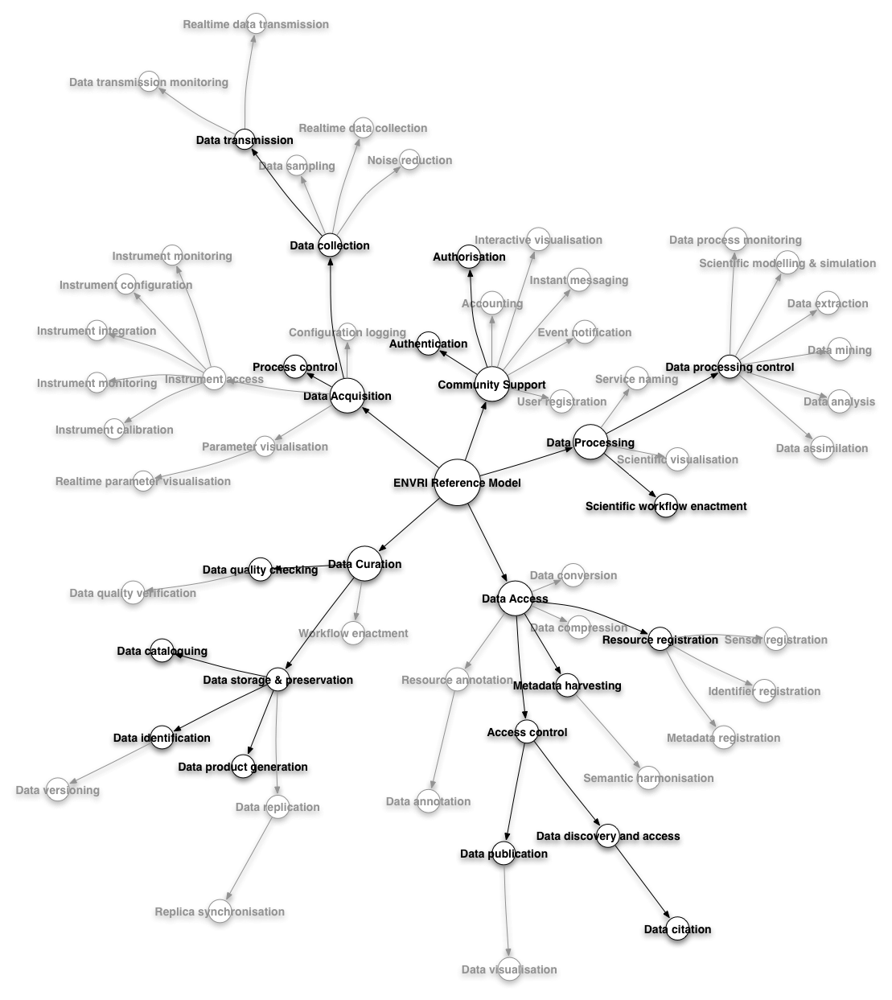 Realtime data transmission
Data transmission monitoring
Realtime data collection
Data transmission
Data sampling
Noise reduction
Interactive visualisation
Data process monitoring
Data collection
Instrument monitoring
Authorisation
Scientific modelling & simulation
Instrument configuration
Instant messaging
Accounting
Data extraction
Instrument integration
Configuration logging
Event notification
Authentication
Data mining
Process control
Data processing control
Instrument monitoring
Instrument access
Service naming
Community Support
Data Acquisition
User registration
Data analysis
Instrument calibration
Data Processing
Parameter visualisation
Data assimilation
Scientific visualisation
Realtime parameter visualisation
ENVRI Reference Model
Scientific workflow enactment
Data Curation
Data quality checking
Data conversion
Data quality verification
Data Access
Data compression
Workflow enactment
Resource registration
Sensor registration
Data cataloguing
Data storage & preservation
Resource annotation
Metadata harvesting
Identifier registration
Access control
Data identification
Metadata registration
Data product generation
Semantic harmonisation
Data versioning
Data annotation
Data replication
Data discovery and access
Data publication
Replica synchronisation
Data citation
Data visualisation